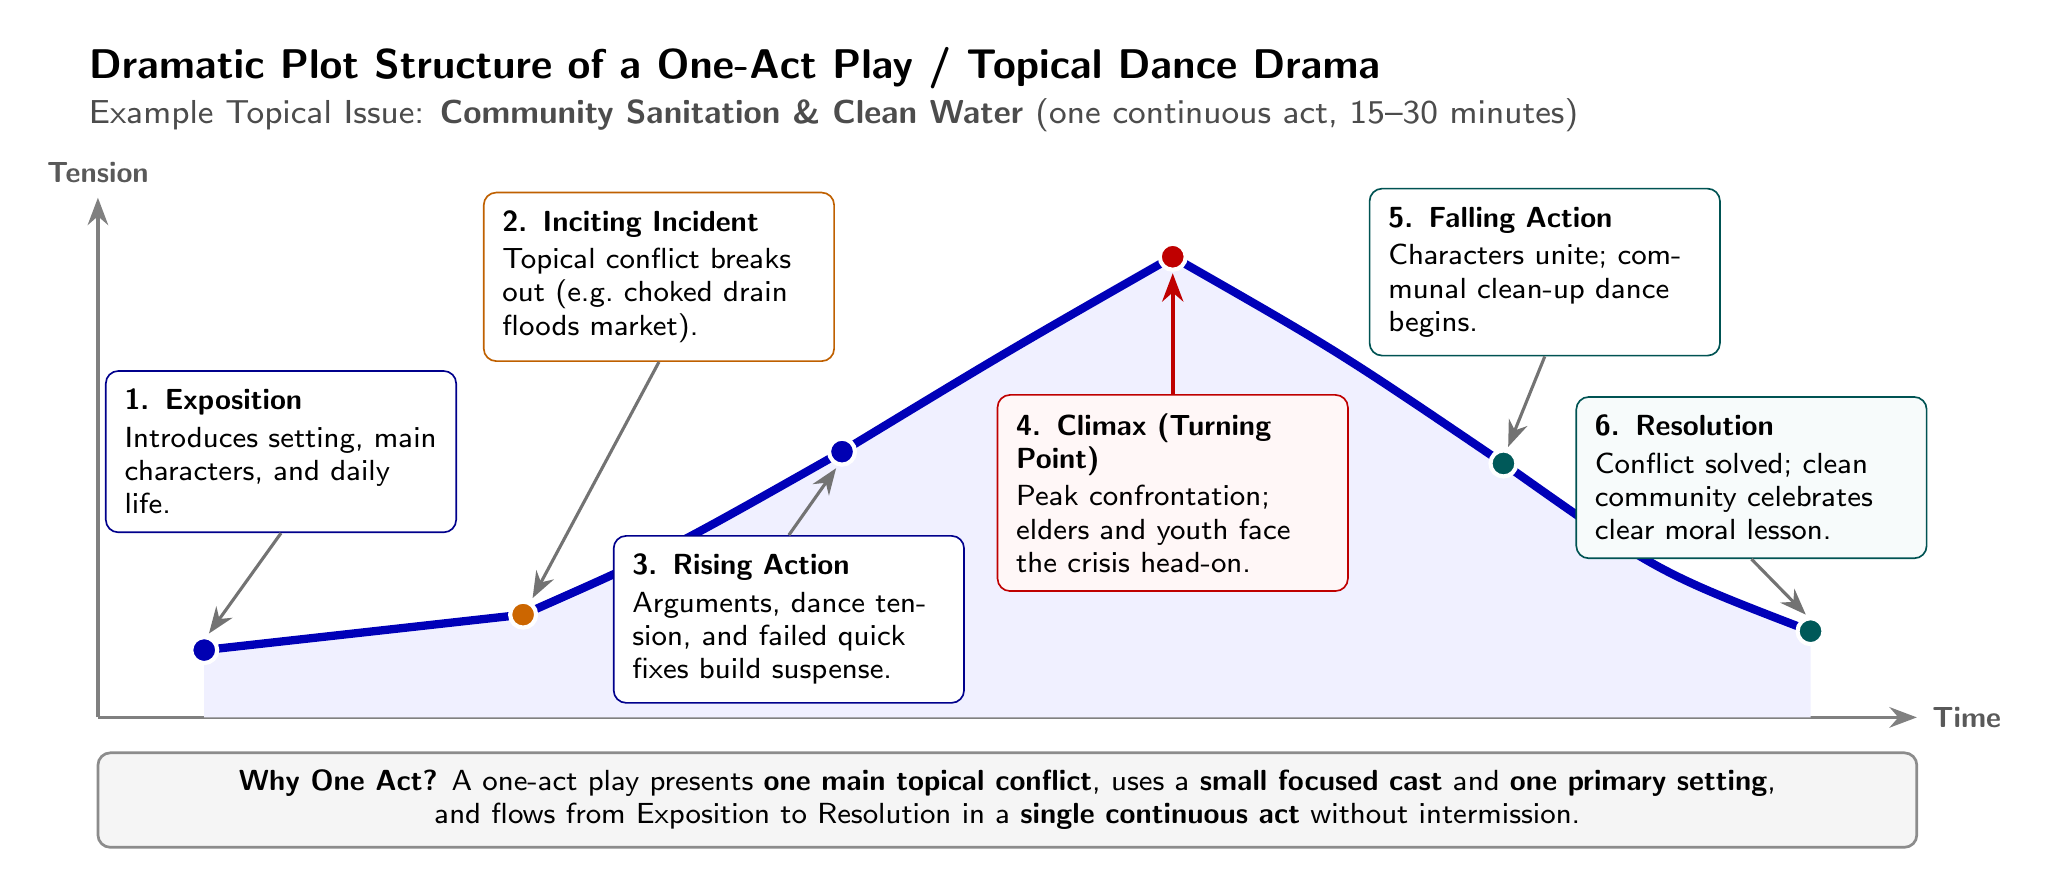 Dramatic Plot Structure of a One-Act Play / Topical Dance Drama
Example Topical Issue: Community Sanitation & Clean Water (one continuous act, 15–30 minutes)
Tension
1. Exposition
Introduces setting, main
characters, and daily
life.
2. Inciting Incident
Topical conflict breaks
out (e.g. choked drain
floods market).
3. Rising Action
Arguments, dance ten-
sion, and failed quick
fixes build suspense.
4. Climax (Turning
Point)
Peak confrontation;
elders and youth face
the crisis head-on.
5. Falling Action
Characters unite; com-
munal clean-up dance
begins.
6. Resolution
Conflict solved; clean
community celebrates
clear moral lesson.
Time
Why One Act? A one-act play presents one main topical conflict, uses a small focused cast and one primary setting,
and flows from Exposition to Resolution in a single continuous act without intermission.